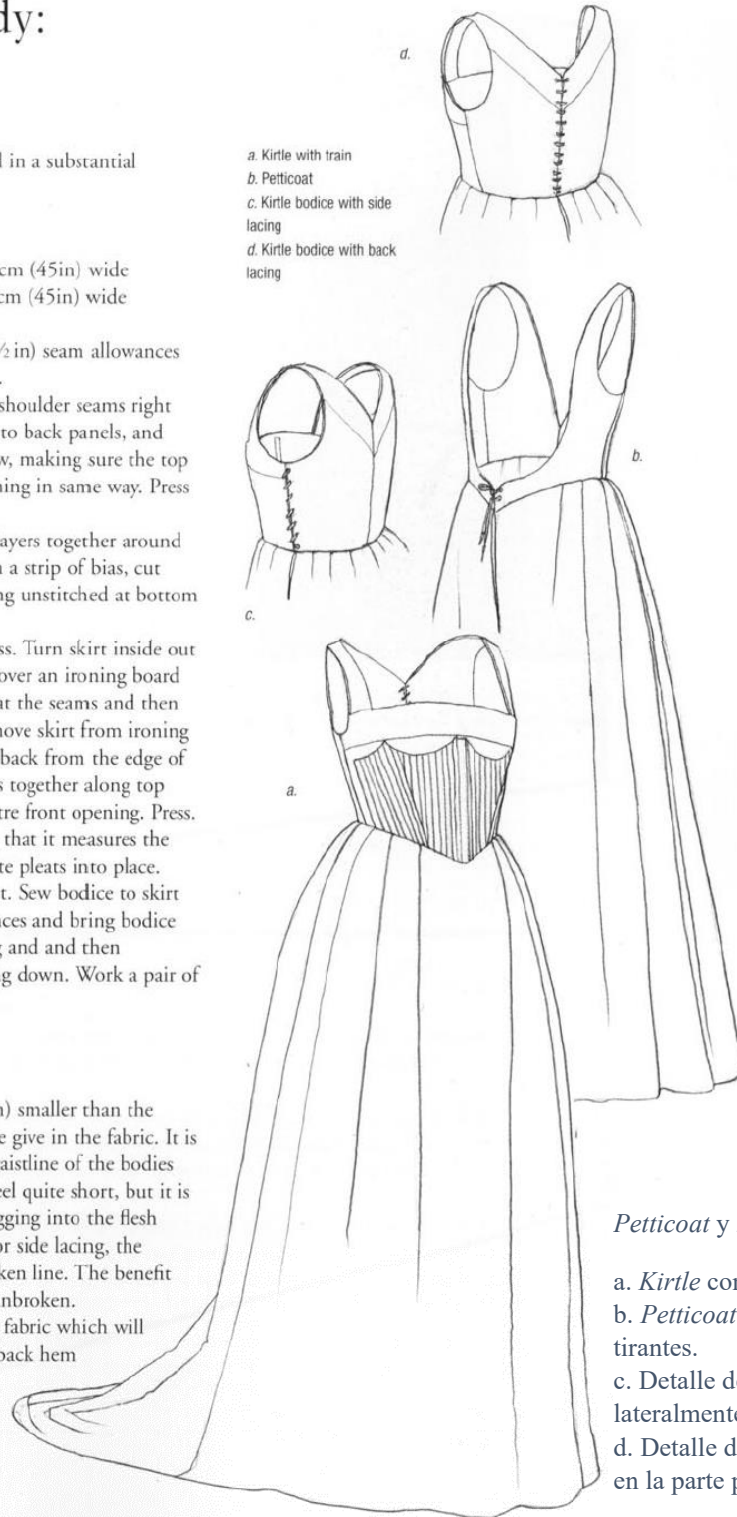 dy:
l in a substantial
cm (45in) wide
cm (45in) wide
½ in) seam allowances
shoulder seams right
to back panels, and
w, making sure the top
ning in same way. Press
ayers together around
a strip of bias, cut
ng unstitched at bottom
ss. Turn skirt inside out
over an ironing board
at the seams and then
move skirt from ironing
back from the edge of
s together along top
tre front opening. Press.
that it measures the
te pleats into place.
t. Sew bodice to skirt
nces and bring bodice
g and and then
ng down. Work a pair of
n) smaller than the
e give in the fabric. It is
aistline of the bodies
eel quite short, but it is
gging into the flesh
or side lacing, the
ken line. The benefit
nbroken.
fabric which will
back hem
a. Kirtle with train
b. Petticoat
c. Kirtle bodice with side
lacing
d. Kirtle bodice with back
lacing
d.
b.
c.
a.
Petticoat y
a. Kirtle con
b. Petticoat
tirantes.
c. Detalle de
lateralmente
d. Detalle d
en la parte p